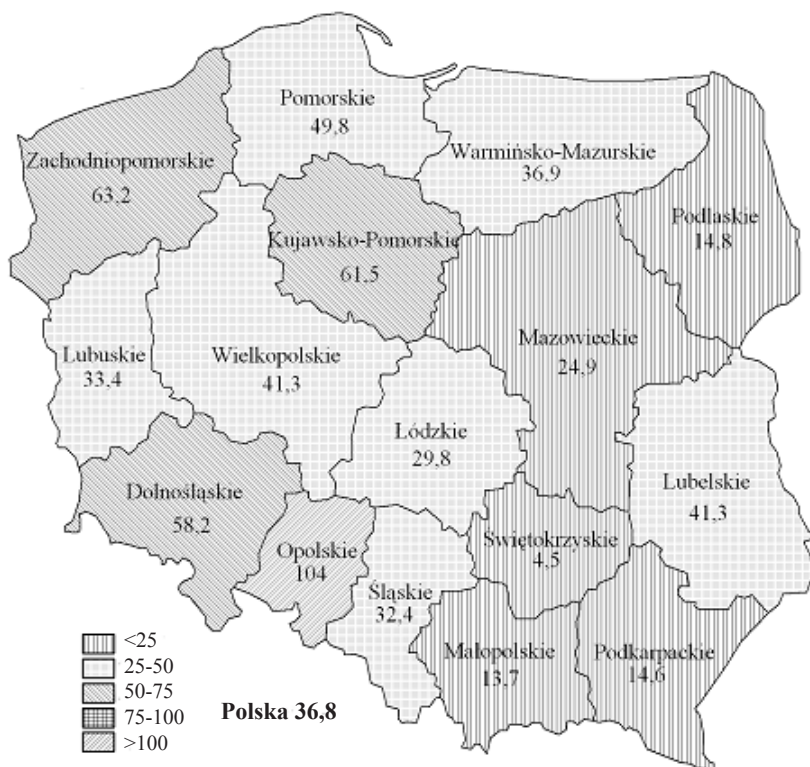 Pomorskie
49,8
Zachodniopomorskie
63,2
Warmińsko-Mazurskie
36,9
Podlaskie
14,8
Kujawsko-Pomorskie
61,5
Lubuskie
33,4
Wielkopolskie
41,3
Mazowieckie
24,9
Łódzkie
29,8
Dolnośląskie
58,2
Lubelskie
41,3
Opolskie
104
Świętokrzyskie
4,5
Śląskie
32,4
Małopolskie
13,7
Podkarpackie
14,6
<25
25-50
50-75
75-100
>100
Polska 36,8